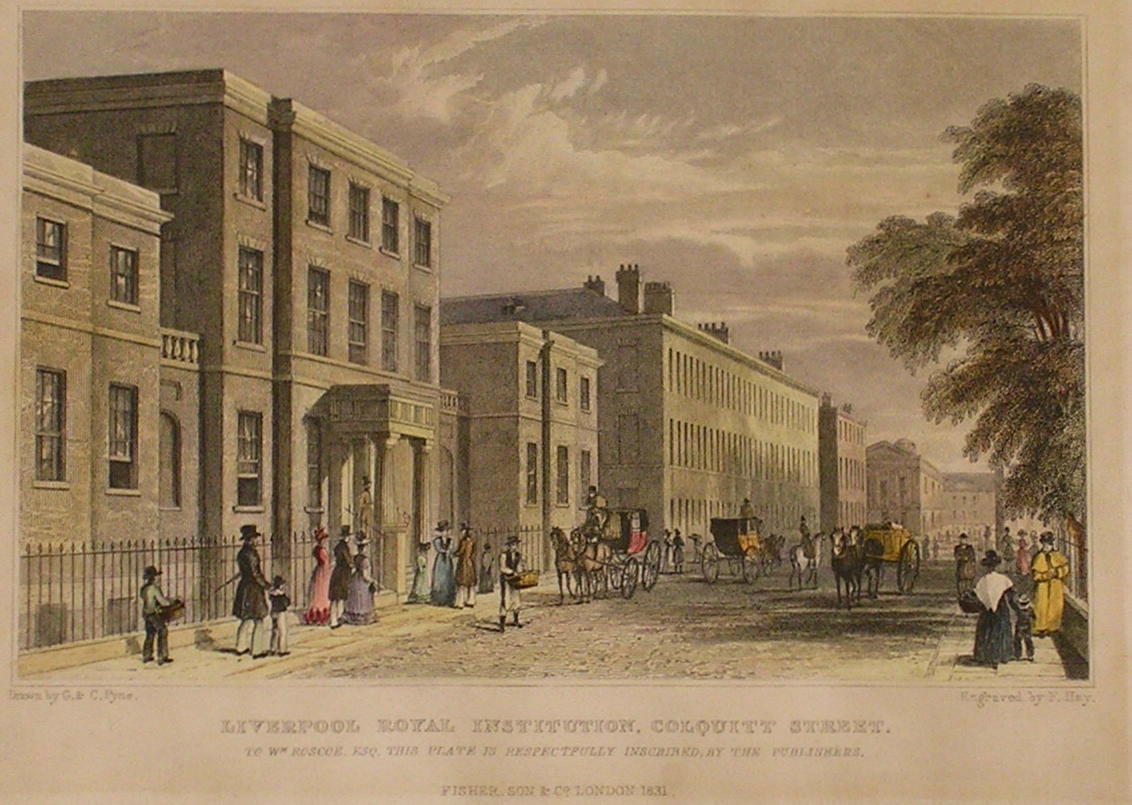 Drawn by G. & C. Pyne.
Engraved by F. Hay.
LIVERPOOL ROYAL INSTITUTION, COLQUITT STREET.
TO Wm ROSCOE, ESQ. THIS PLATE IS RESPECTFULLY INSCRIBED, BY THE PUBLISHERS.
FISHER, SON & Co. LONDON 1831.